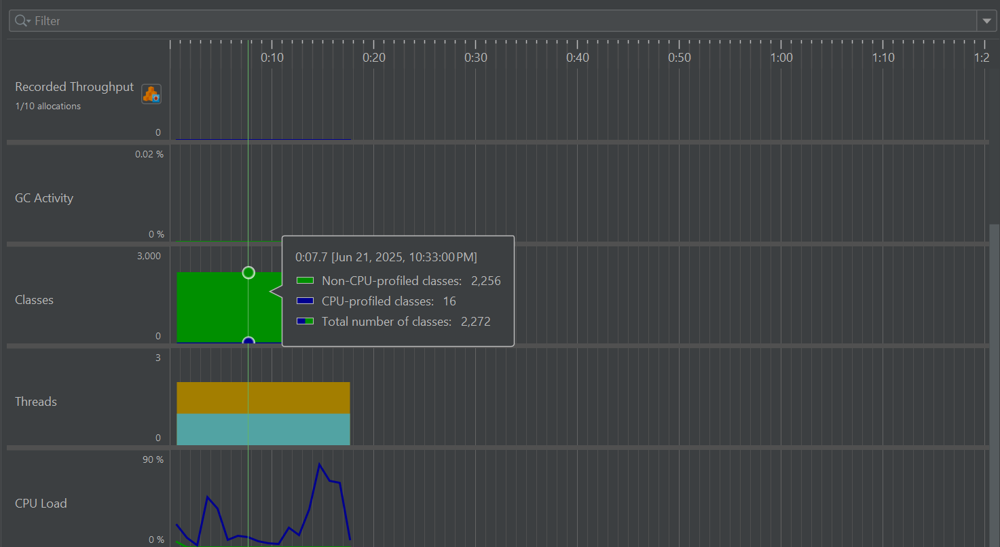 Filter
0:10 0:20 0:30 0:40 0:50 1:00 1:10 1:2
Recorded Throughput
1/10 allocations
0
0.02 %
GC Activity
0 %
3,000
Classes
0
0:07.7 [Jun 21, 2025, 10:33:00 PM]
Non-CPU-profiled classes: 2,256
CPU-profiled classes: 16
Total number of classes: 2,272
3
Threads
0
90 %
CPU Load
0 %